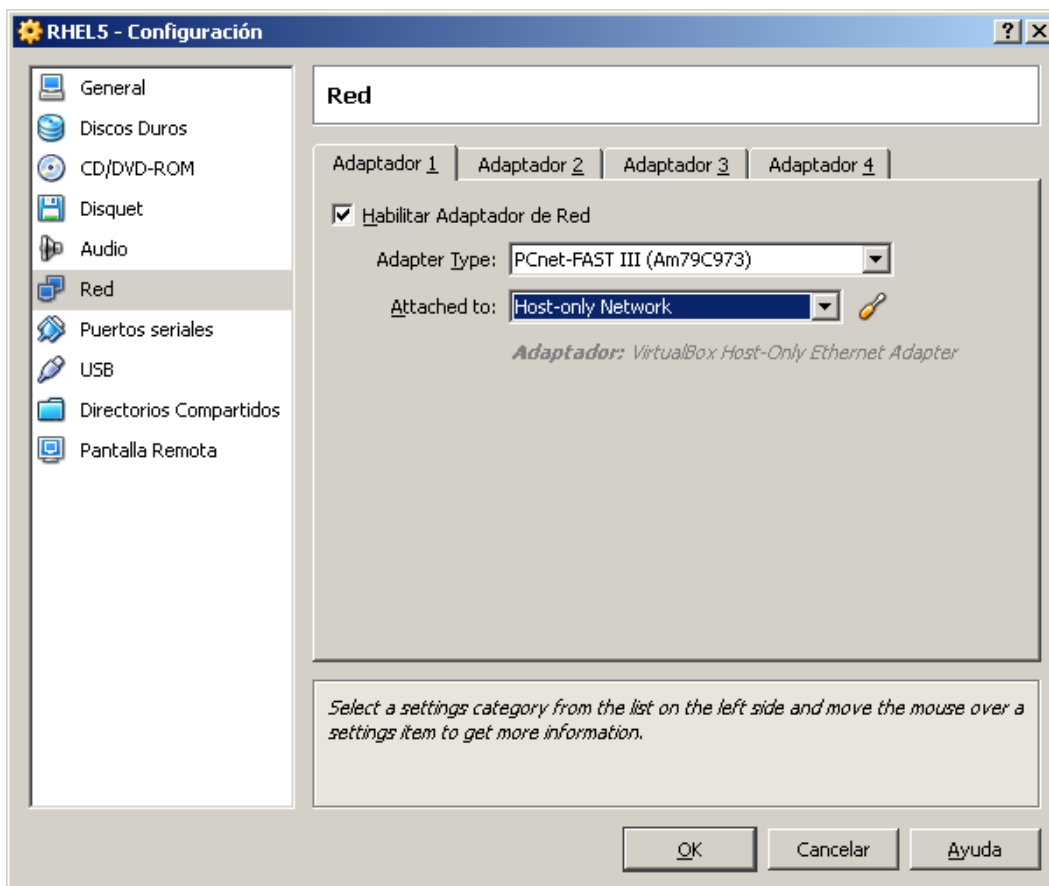 RHEL5 - Configuración
General
Discos Duros
CD/DVD-ROM
Disquet
Audio
Red
Puertos seriales
USB
Directorios Compartidos
Pantalla Remota
Red
Adaptador 1
Adaptador 2
Adaptador 3
Adaptador 4
Habilitar Adaptador de Red
Adapter Type: PCnet-FAST III (Am79C973)
Attached to: Host-only Network
Adaptador: VirtualBox Host-Only Ethernet Adapter
Select a settings category from the list on the left side and move the mouse over a
settings item to get more information.
OK
Cancelar
Ayuda